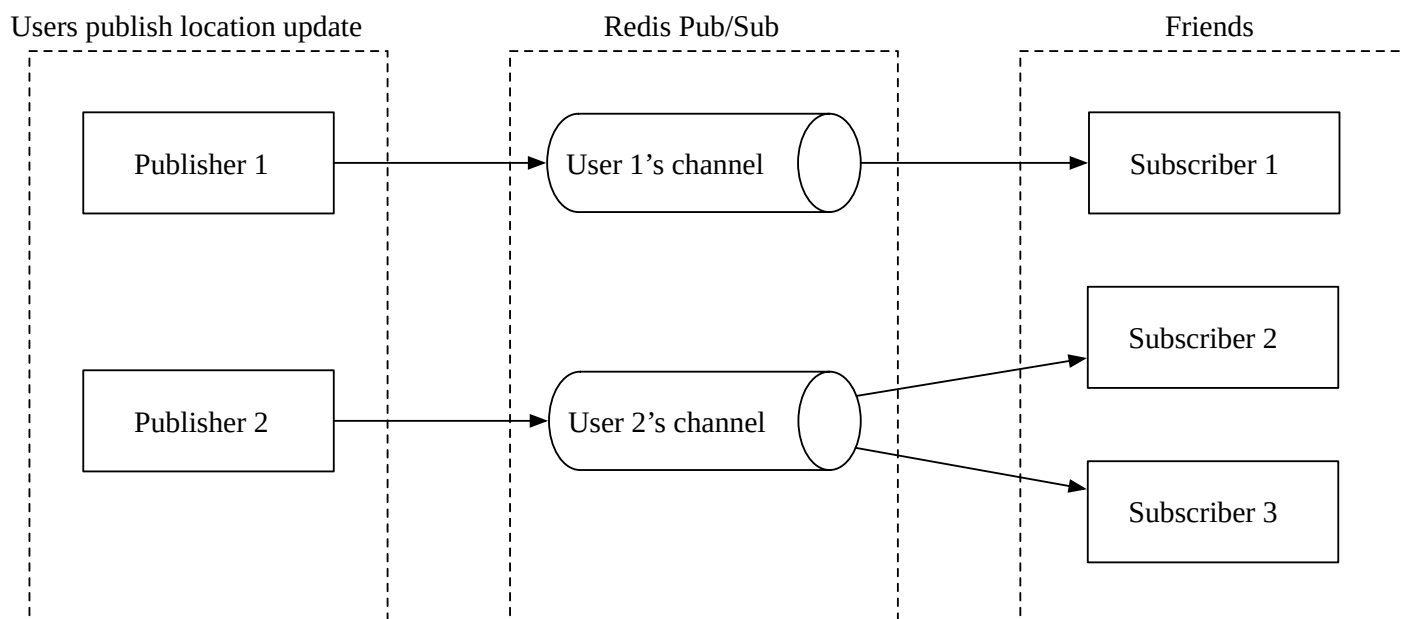 Users publish location update
Redis Pub/Sub
Friends
Publisher 1
User 1’s channel
Subscriber 1
Subscriber 2
Publisher 2
User 2’s channel
Subscriber 3